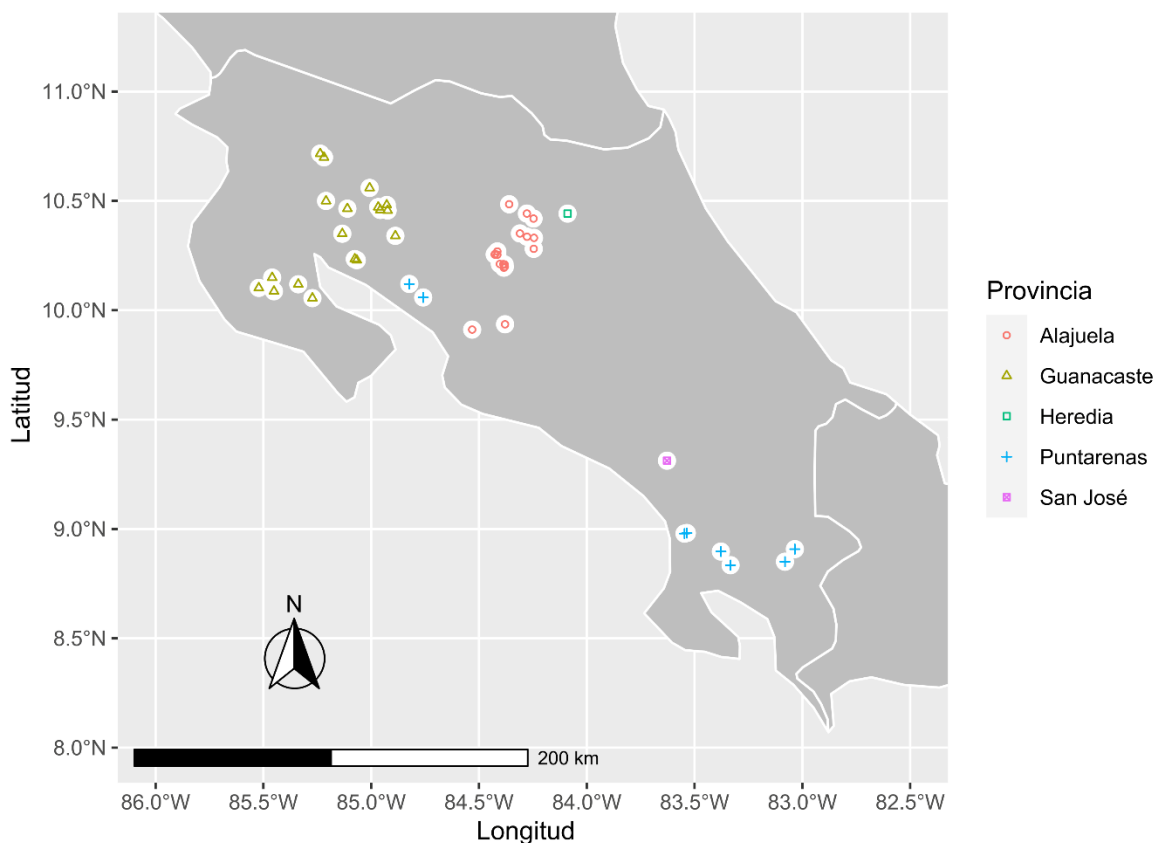 11.0°N
10.5°N
10.0°N
9.5°N
9.0°N
8.5°N
8.0°N
Latitud
N
200 km
86.0°W 85.5°W 85.0°W 84.5°W 84.0°W 83.5°W 83.0°W 82.5°W
Longitud
Provincia
Alajuela
Guanacaste
Heredia
Puntarenas
San José